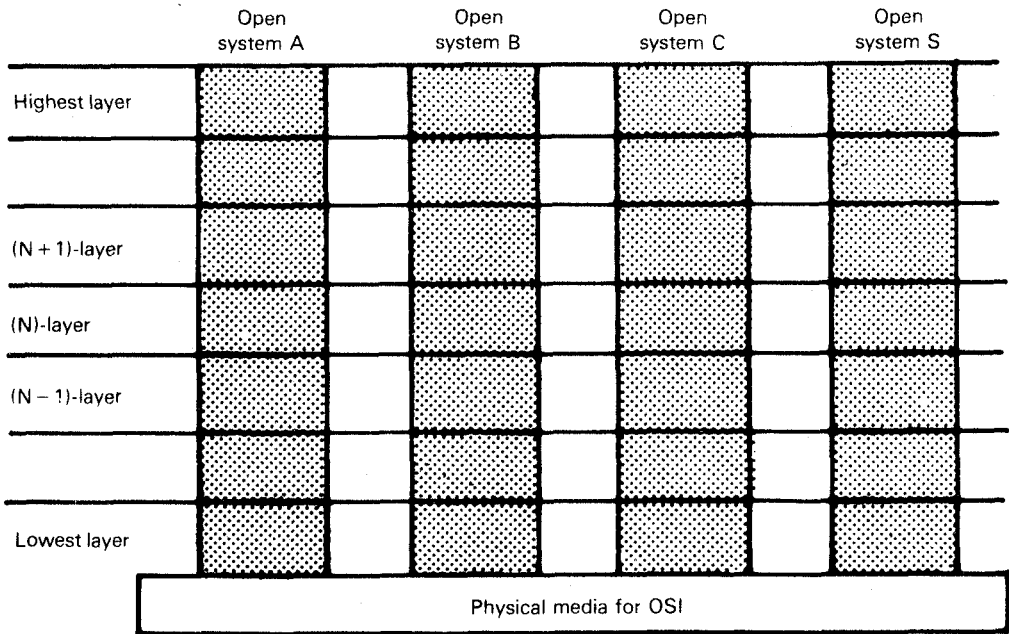 Open
system A
Open
system B
Open
system C
Open
system S
Highest layer
(N + 1)-layer
(N)-layer
(N − 1)-layer
Lowest layer
Physical media for OSI